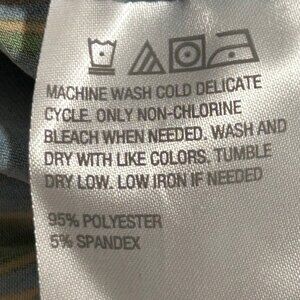 MACHINE WASH COLD DELICATE
CYCLE. ONLY NON-CHLORINE
BLEACH WHEN NEEDED. WASH AND
DRY WITH LIKE COLORS. TUMBLE
DRY LOW. LOW IRON IF NEEDED
95% POLYESTER
5% SPANDEX